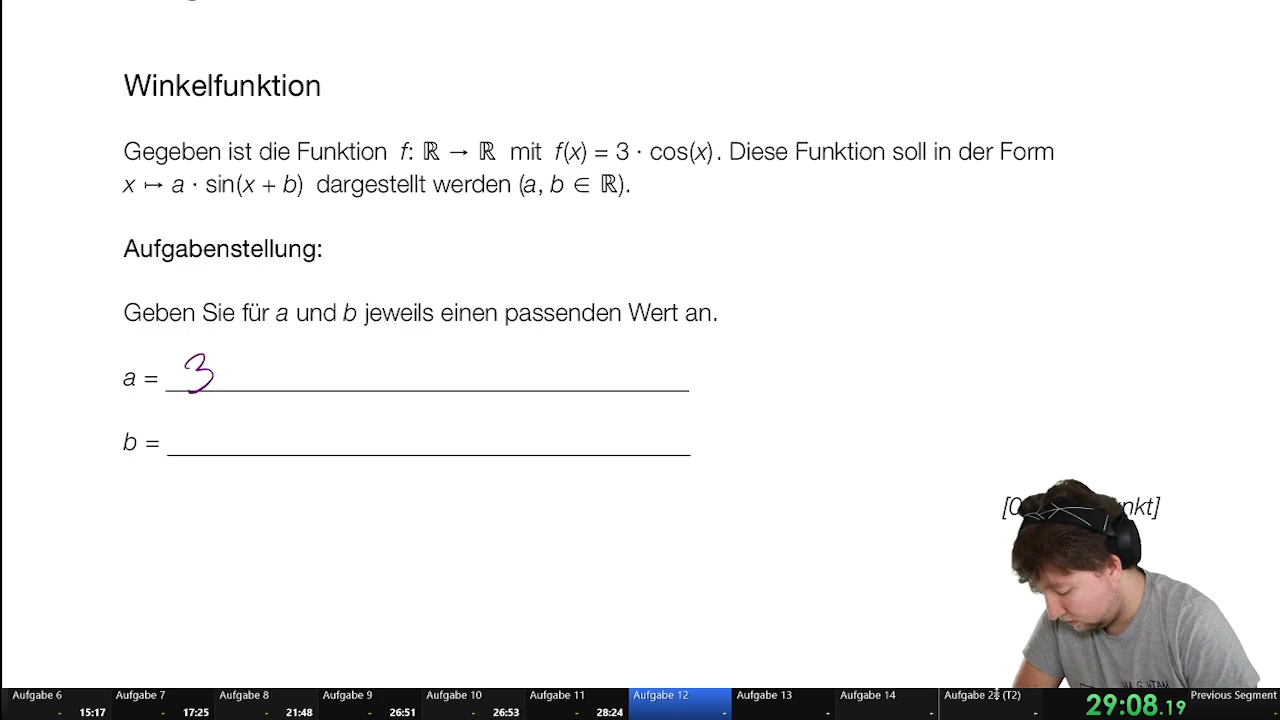 Winkelfunktion
Gegeben ist die Funktion f: ℝ → ℝ mit f(x) = 3 · cos(x). Diese Funktion soll in der Form
x ↦ a · sin(x + b) dargestellt werden (a, b ∈ ℝ).
Aufgabenstellung:
Geben Sie für a und b jeweils einen passenden Wert an.
a = 3
b =
Aufgabe 6 Aufgabe 7 Aufgabe 8 Aufgabe 9 Aufgabe 10 Aufgabe 11 Aufgabe 12 Aufgabe 13 Aufgabe 14 Previous Segment
- 15:17 - 17:25 - 21:48 - 26:51 - 26:53 - 28:24 - - - - 29:08.19 -